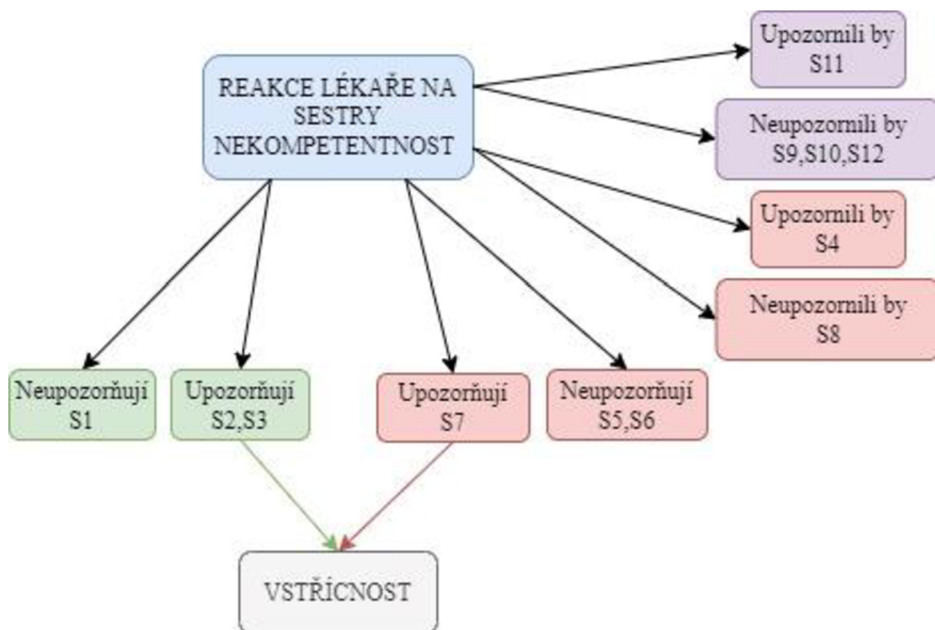 REAKCE LÉKAŘE NA
SESTRY
NEKOMPETENTNOST
Upozornili by
S11
Neupozornili by
S9,S10,S12
Upozornili by
S4
Neupozornili by
S8
Neupozorňují
S1
Upozorňují
S2,S3
Upozorňují
S7
Neupozorňují
S5,S6
VSTŘÍCNOST